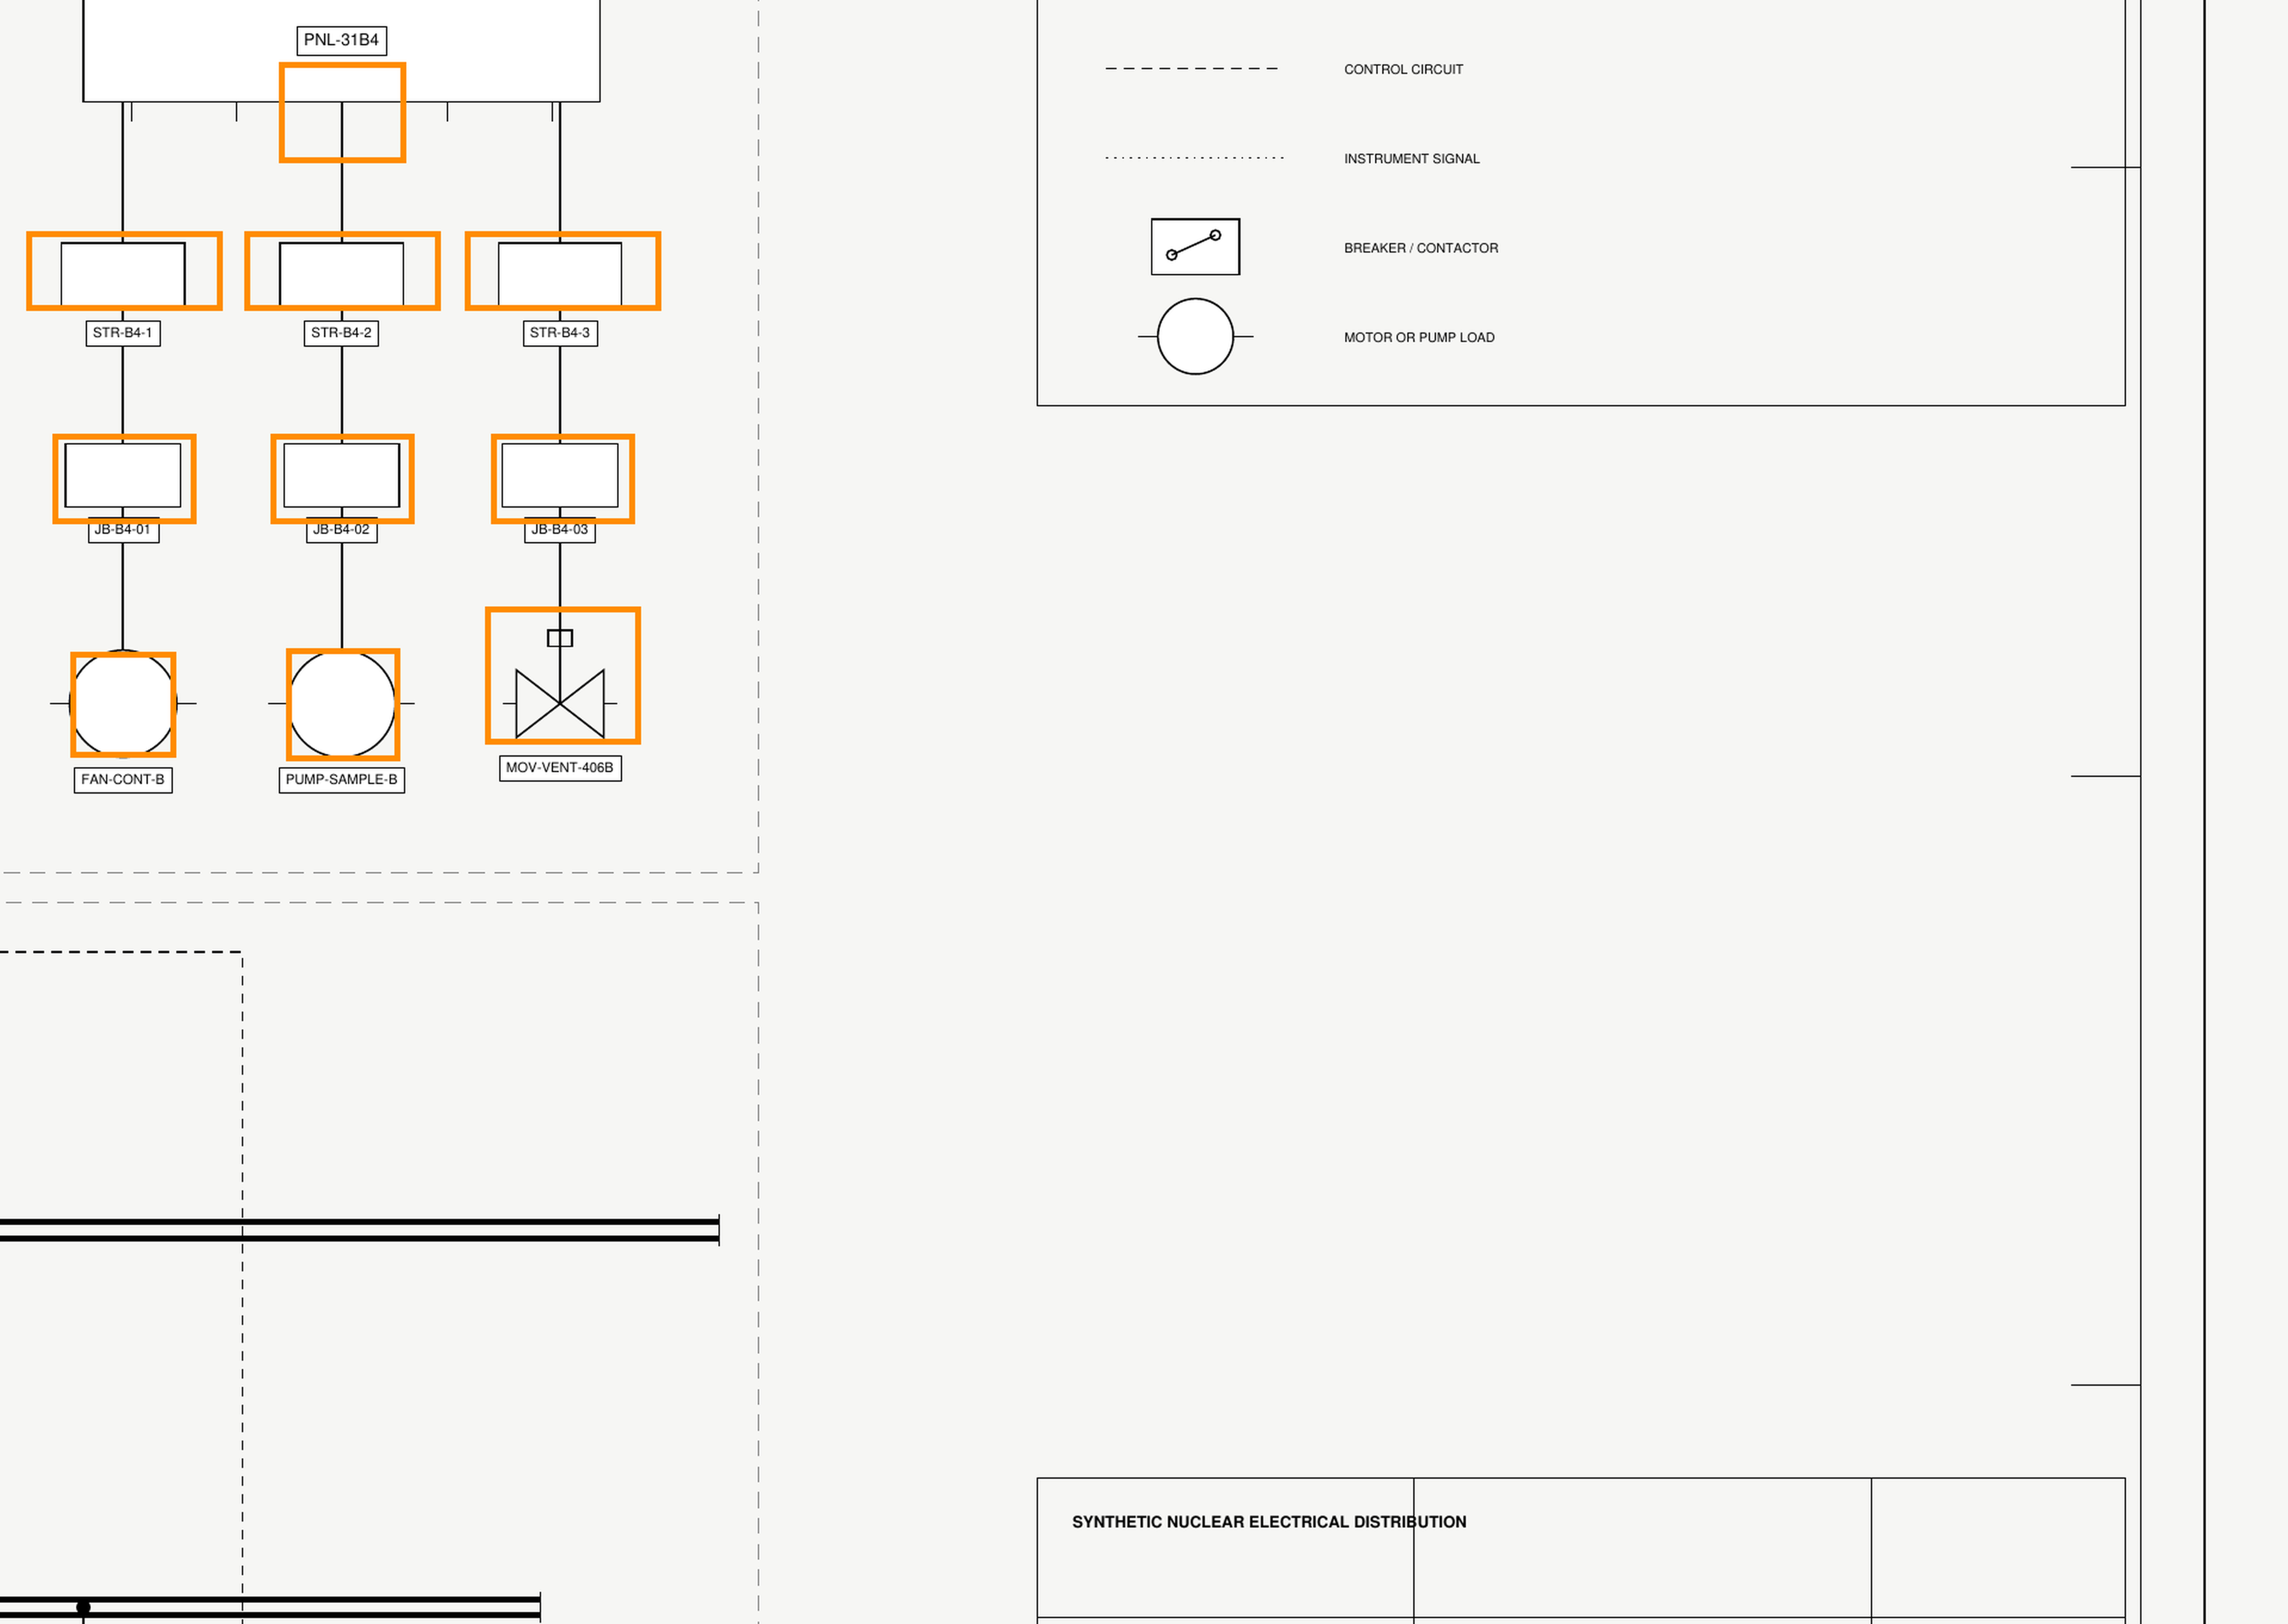 PNL-31B4
CONTROL CIRCUIT
INSTRUMENT SIGNAL
BREAKER / CONTACTOR
MOTOR OR PUMP LOAD
STR-B4-1
STR-B4-2
STR-B4-3
JB-B4-01
JB-B4-02
JB-B4-03
FAN-CONT-B
PUMP-SAMPLE-B
MOV-VENT-406B
SYNTHETIC NUCLEAR ELECTRICAL DISTRIBUTION